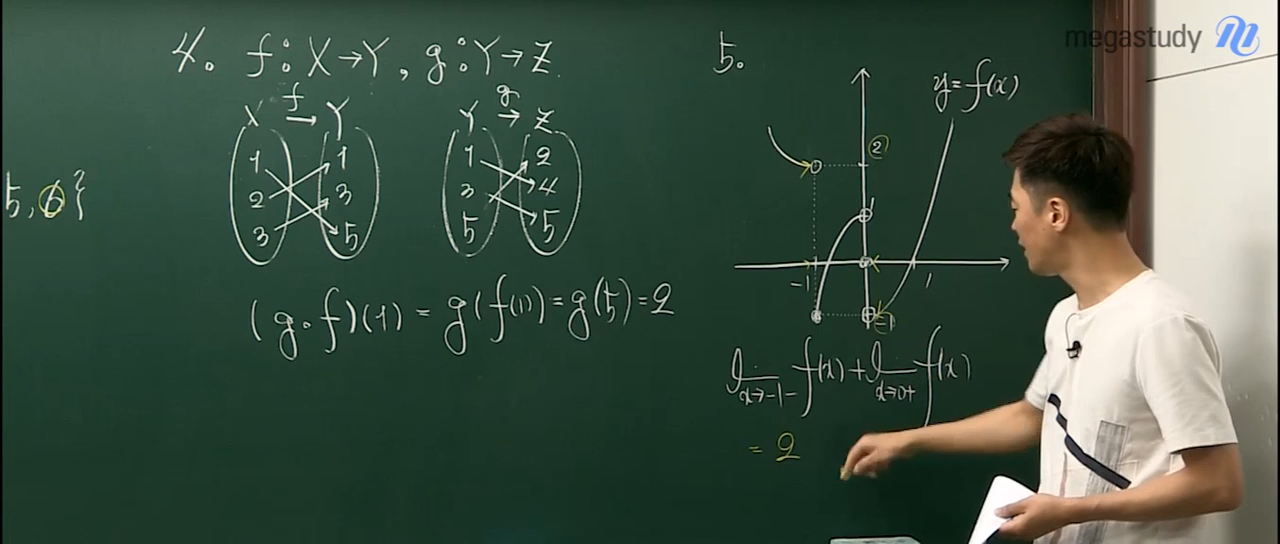 megastudy
4. f : X → Y , g : Y → Z
X f → Y
1 1
2 3
3 5
Y g → Z
1 2
3 4
5 5
(g∘f)(1) = g(f(1)) = g(5) = 2
5, 6}
5.
y = f(x)
2
1
-1 1
-1
lim x→-1- f(x) + lim x→0+ f(x)
= 2